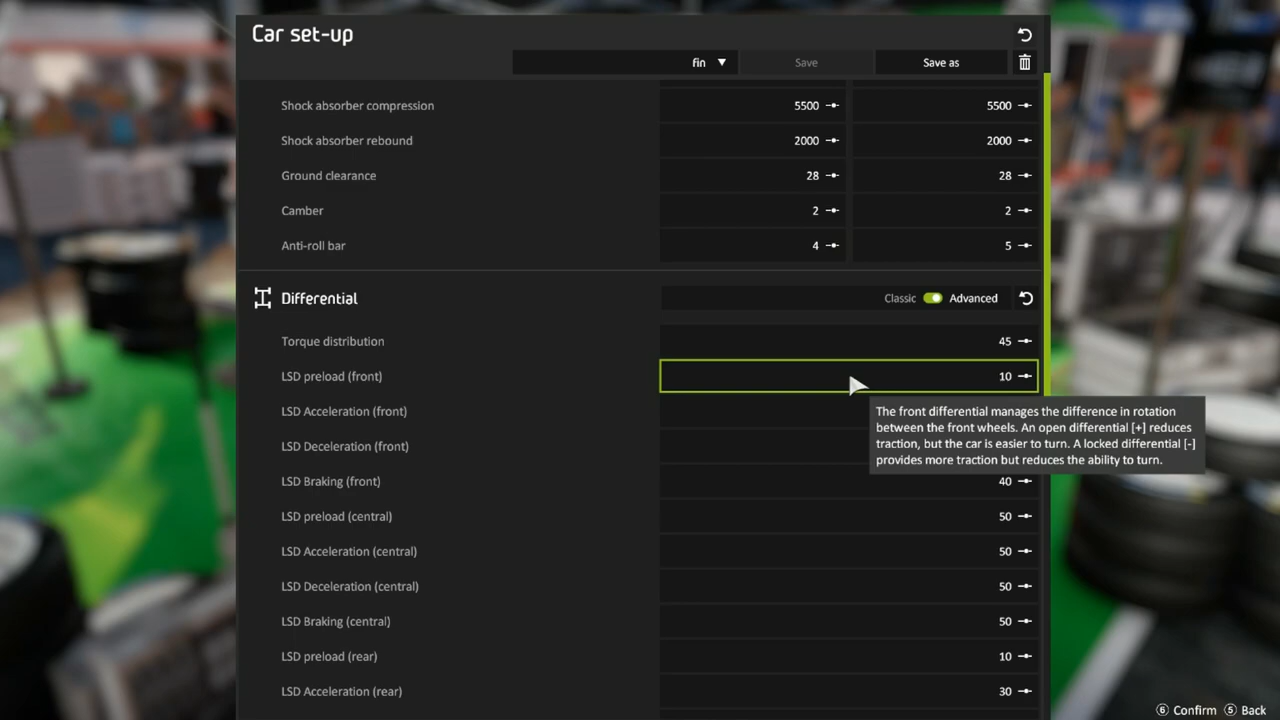 Car set-up
fin ▼ Save Save as
Shock absorber compression 5500 5500
Shock absorber rebound 2000 2000
Ground clearance 28 28
Camber 2 2
Anti-roll bar 4 5
Differential Classic Advanced
Torque distribution 45
LSD preload (front) 10
LSD Acceleration (front)
LSD Deceleration (front)
The front differential manages the difference in rotation
between the front wheels. An open differential [+] reduces
traction, but the car is easier to turn. A locked differential [-]
provides more traction but reduces the ability to turn.
LSD Braking (front) 40
LSD preload (central) 50
LSD Acceleration (central) 50
LSD Deceleration (central) 50
LSD Braking (central) 50
LSD preload (rear) 10
LSD Acceleration (rear) 30
6 Confirm 5 Back